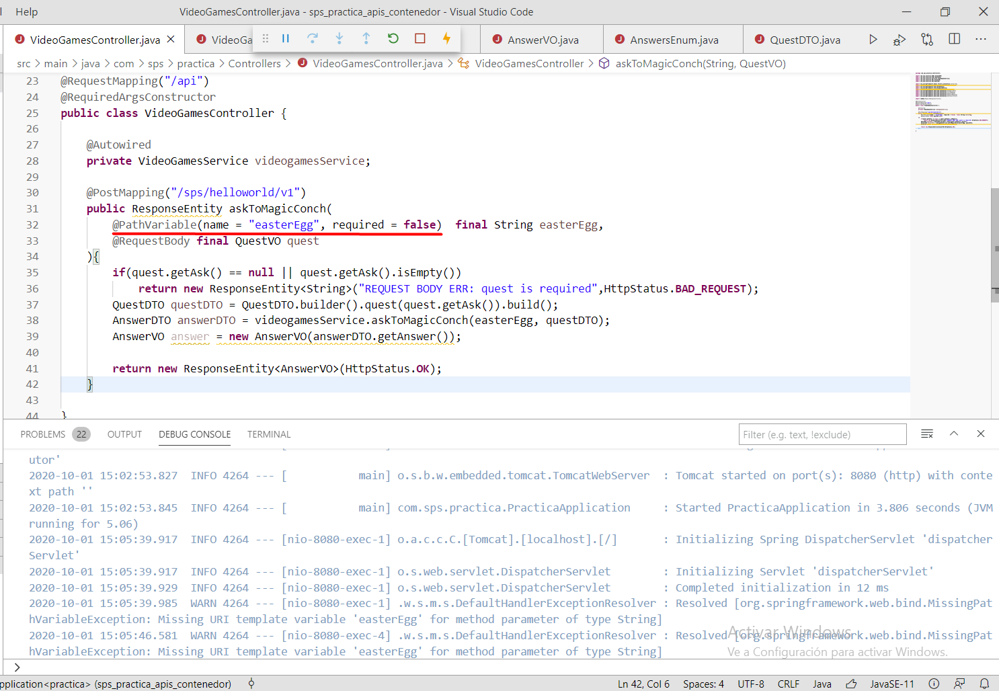 Help
VideoGamesController.java - sps_practica_apis_contenedor - Visual Studio Code
VideoGamesController.java
VideoGa
AnswerVO.java
AnswersEnum.java
QuestDTO.java
src > main > java > com > sps > practica > Controllers > VideoGamesController.java > VideoGamesController > askToMagicConch(String, QuestVO)
23 @RequestMapping("/api")
24 @RequiredArgsConstructor
25 public class VideoGamesController {
26
27 @Autowired
28 private VideoGamesService videogamesService;
29
30 @PostMapping("/sps/helloworld/v1")
31 public ResponseEntity askToMagicConch(
32 @PathVariable(name = "easterEgg", required = false)  final String easterEgg,
33 @RequestBody final QuestVO quest
34 ){
35 if(quest.getAsk() == null || quest.getAsk().isEmpty())
36 return new ResponseEntity<String>("REQUEST BODY ERR: quest is required",HttpStatus.BAD_REQUEST);
37 QuestDTO questDTO = QuestDTO.builder().quest(quest.getAsk()).build();
38 AnswerDTO answerDTO = videogamesService.askToMagicConch(easterEgg, questDTO);
39 AnswerVO answer = new AnswerVO(answerDTO.getAnswer());
40
41 return new ResponseEntity<AnswerVO>(HttpStatus.OK);
42 }
43
44 }
PROBLEMS 22 OUTPUT DEBUG CONSOLE TERMINAL
Filter (e.g. text, !exclude)
utor'
2020-10-01 15:02:53.827  INFO 4264 --- [           main] o.s.b.w.embedded.tomcat.TomcatWebServer  : Tomcat started on port(s): 8080 (http) with conte
xt path ''
2020-10-01 15:02:53.845  INFO 4264 --- [           main] com.sps.practica.PracticaApplication     : Started PracticaApplication in 3.806 seconds (JVM
running for 5.06)
2020-10-01 15:05:39.917  INFO 4264 --- [nio-8080-exec-1] o.a.c.c.C.[Tomcat].[localhost].[/]       : Initializing Spring DispatcherServlet 'dispatcher
Servlet'
2020-10-01 15:05:39.917  INFO 4264 --- [nio-8080-exec-1] o.s.web.servlet.DispatcherServlet        : Initializing Servlet 'dispatcherServlet'
2020-10-01 15:05:39.929  INFO 4264 --- [nio-8080-exec-1] o.s.web.servlet.DispatcherServlet        : Completed initialization in 12 ms
2020-10-01 15:05:39.985  WARN 4264 --- [nio-8080-exec-1] .w.s.m.s.DefaultHandlerExceptionResolver : Resolved [org.springframework.web.bind.MissingPat
hVariableException: Missing URI template variable 'easterEgg' for method parameter of type String]
2020-10-01 15:05:46.581  WARN 4264 --- [nio-8080-exec-4] .w.s.m.s.DefaultHandlerExceptionResolver : Resolved [org.springframework.web.bind.MissingPat
hVariableException: Missing URI template variable 'easterEgg' for method parameter of type String]
Activar Windows
Ve a Configuración para activar Windows.
pplication<practica> (sps_practica_apis_contenedor)
Ln 42, Col 6
Spaces: 4
UTF-8
CRLF
Java
JavaSE-11